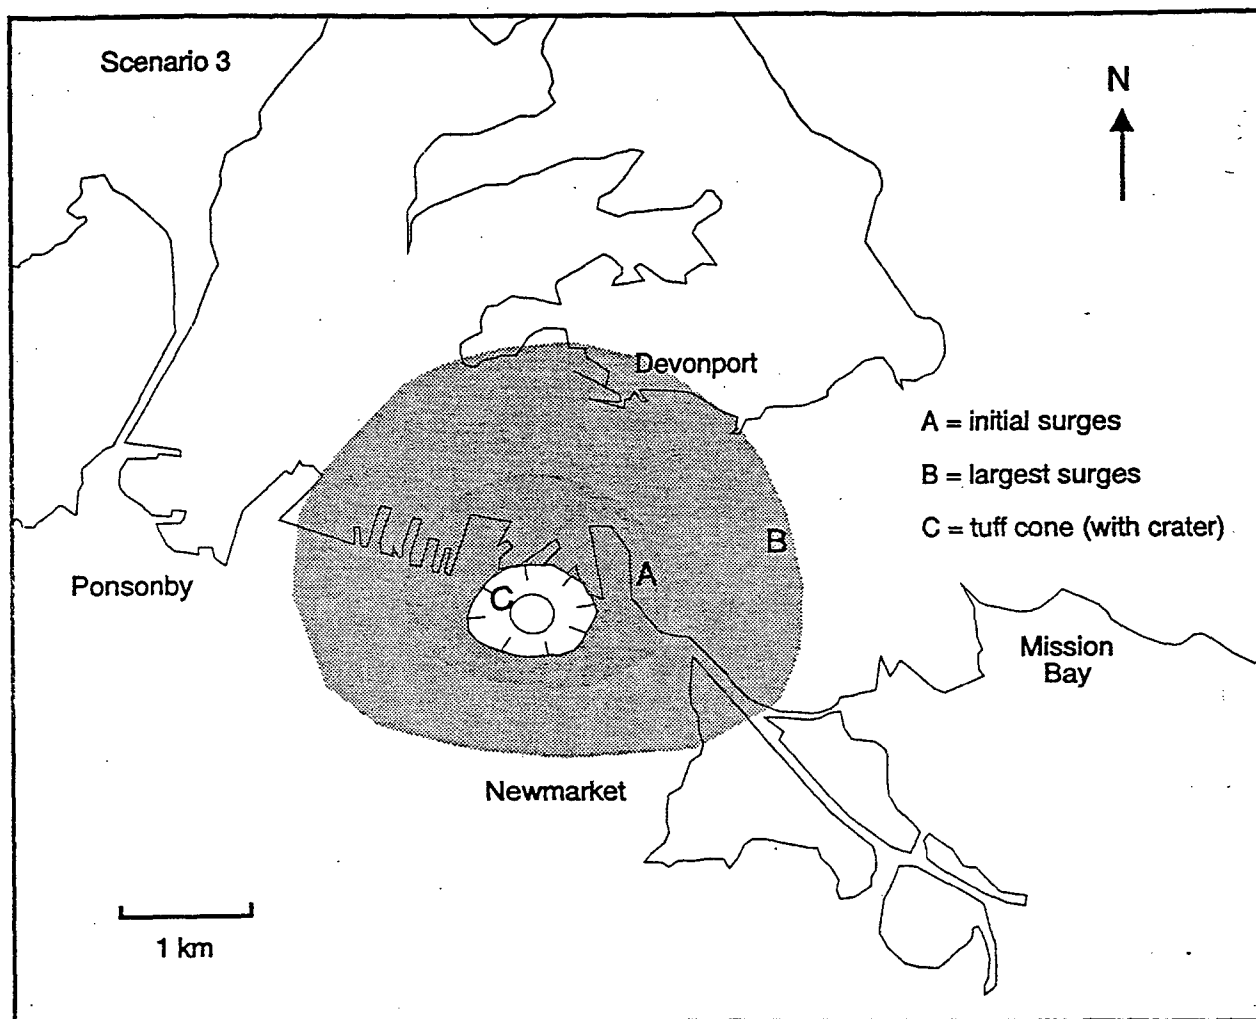 Scenario 3
N
Devonport
A = initial surges
B = largest surges
C = tuff cone (with crater)
B
A
C
Ponsonby
Mission
Bay
Newmarket
1 km